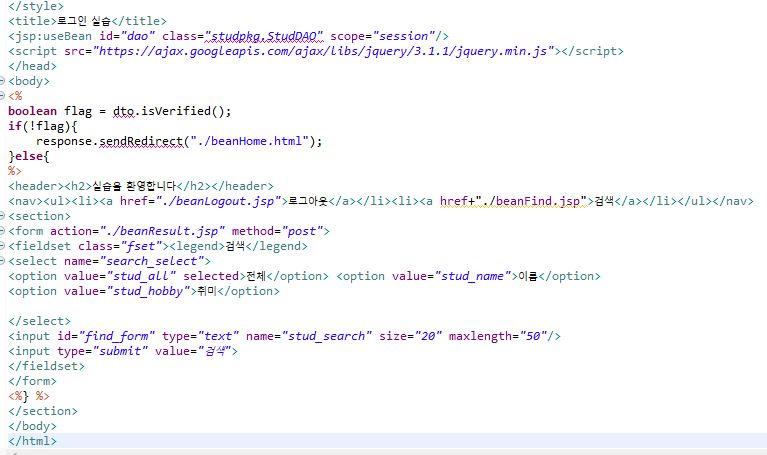 </style>
<title>로그인 실습</title>
<jsp:useBean id="dao" class="studpkg.StudDAO" scope="session"/>
<script src="https://ajax.googleapis.com/ajax/libs/jquery/3.1.1/jquery.min.js"></script>
</head>
<body>
<%
boolean flag = dto.isVerified();
if(!flag){
    response.sendRedirect("./beanHome.html");
}else{
%>
<header><h2>실습을 환영합니다</h2></header>
<nav><ul><li><a href="./beanLogout.jsp">로그아웃</a></li><li><a href+"./beanFind.jsp">검색</a></li></ul></nav>
<section>
<form action="./beanResult.jsp" method="post">
<fieldset class="fset"><legend>검색</legend>
<select name="search_select">
<option value="stud_all" selected>전체</option> <option value="stud_name">이름</option>
<option value="stud_hobby">취미</option>
</select>
<input id="find_form" type="text" name="stud_search" size="20" maxlength="50"/>
<input type="submit" value="검색">
</fieldset>
</form>
<%} %>
</section>
</body>
</html>